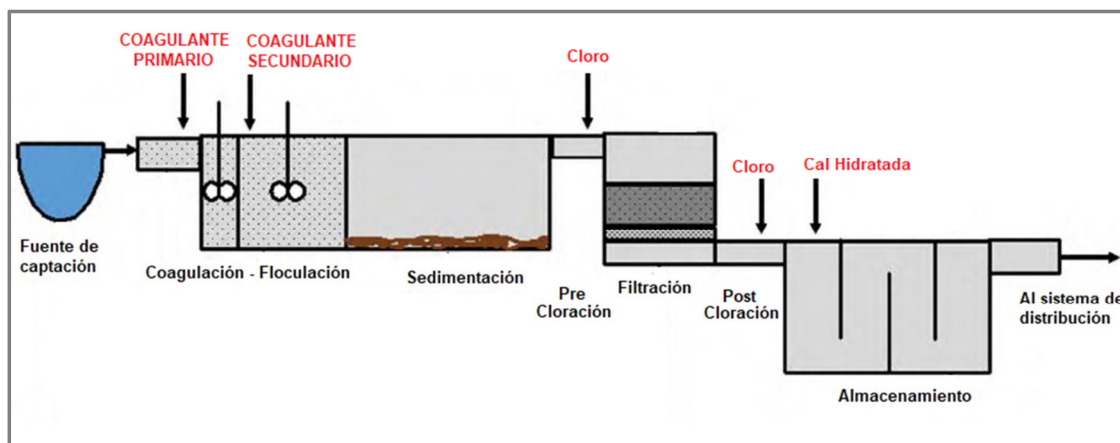 COAGULANTE
PRIMARIO
COAGULANTE
SECUNDARIO
Cloro
Cloro
Cal Hidratada
Fuente de
captación
Coagulación - Floculación
Sedimentación
Pre
Cloración
Filtración
Post
Cloración
Almacenamiento
Al sistema de
distribución